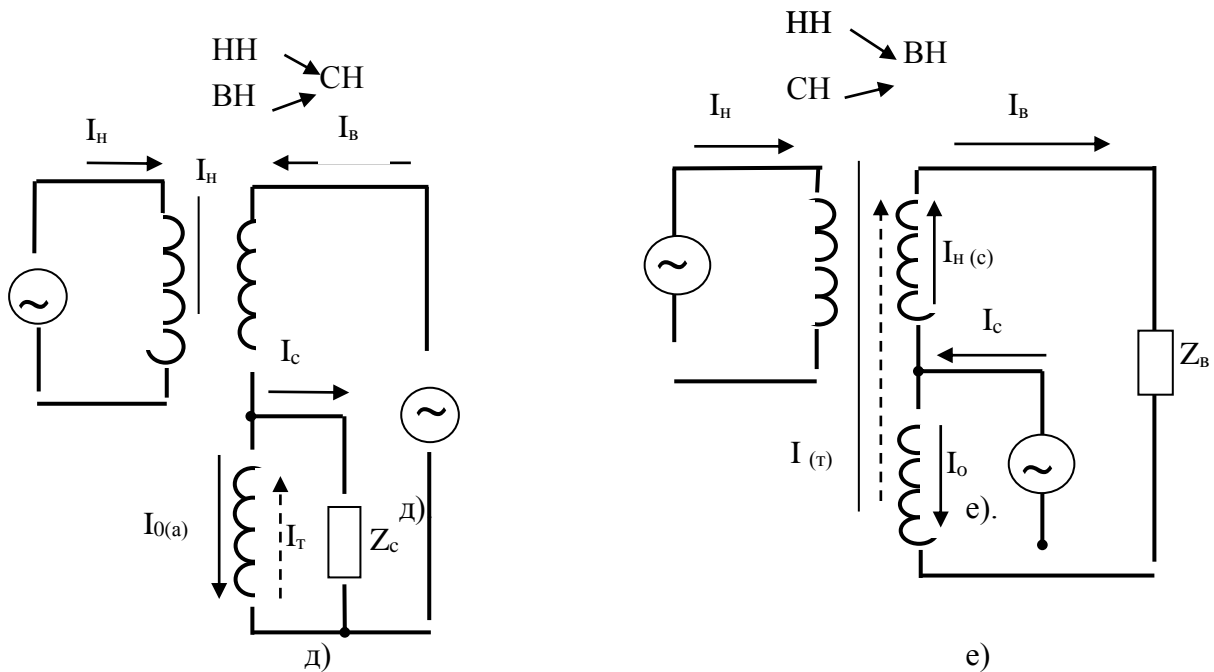 НН
ВН
СН
Iн
Iн
Iв
Iс
I0(а)
Iт
Zс
д)
д)
НН
СН
ВН
Iн
Iв
Iн (с)
Iс
Zв
I (т)
Iо
е).
е)